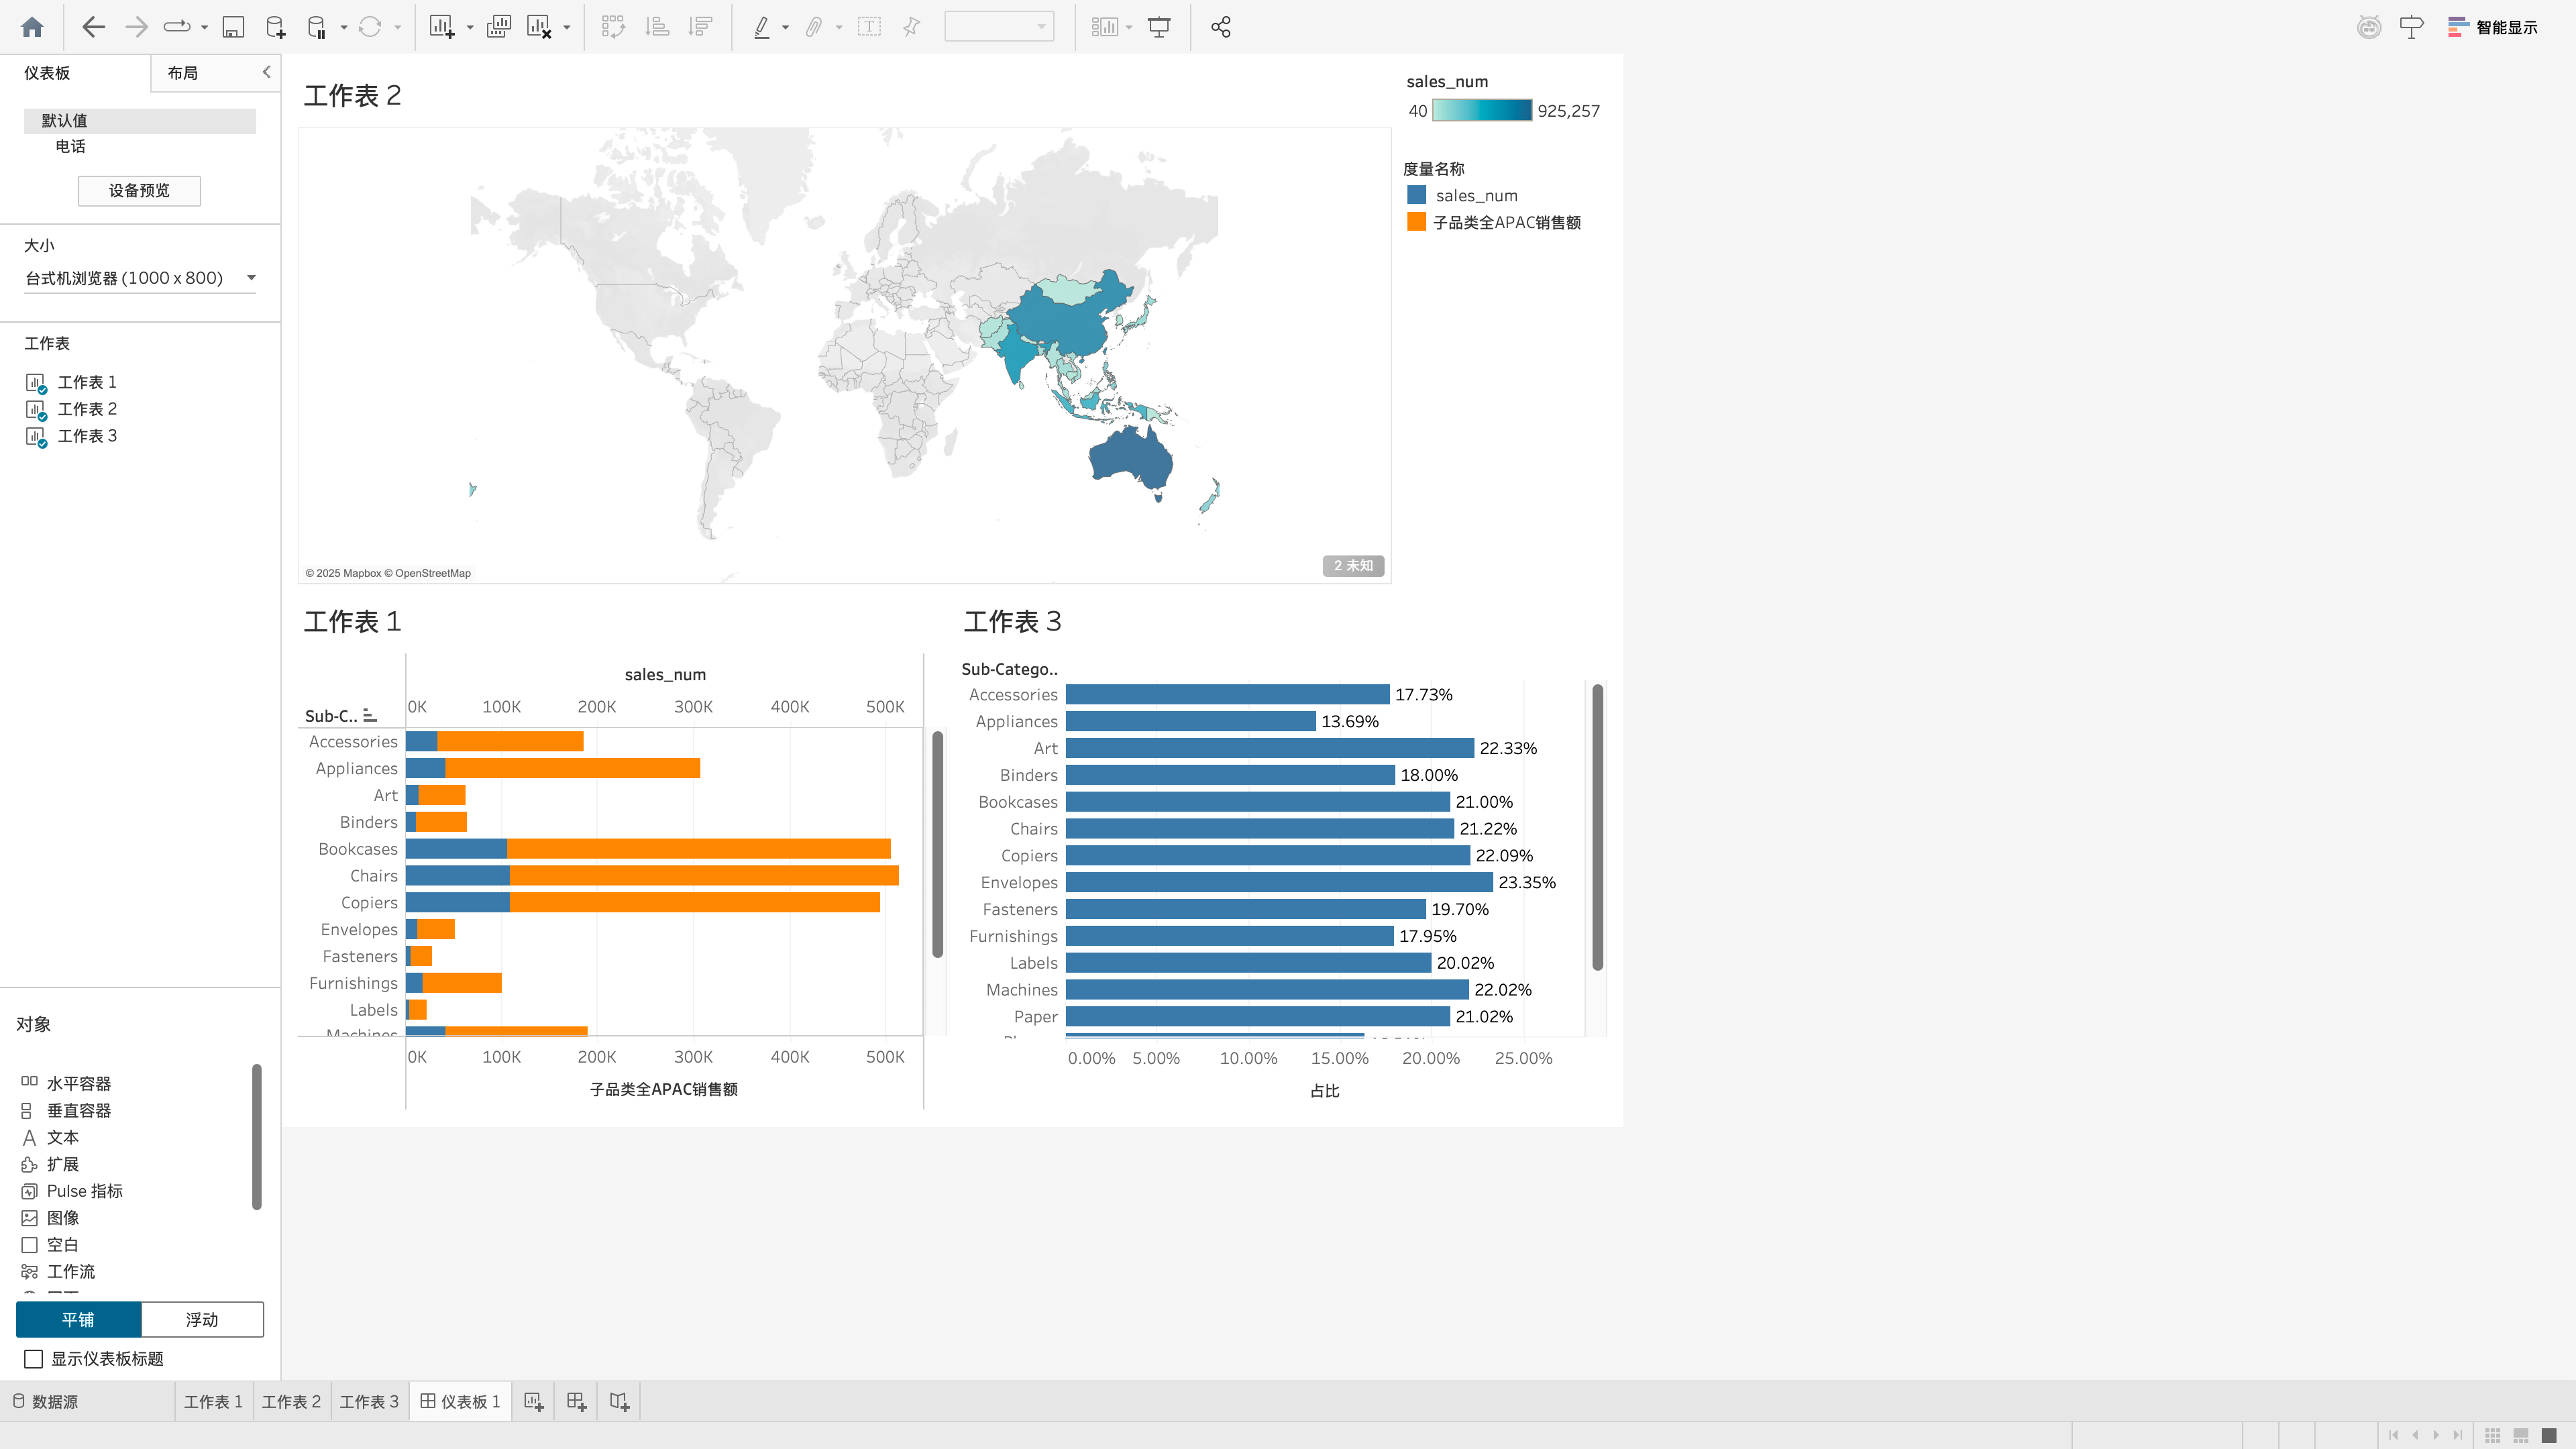 智能显示
仪表板
布局
默认值
电话
设备预览
大小
台式机浏览器 (1000 x 800)
工作表
工作表 1
工作表 2
工作表 3
对象
水平容器
垂直容器
文本
扩展
Pulse 指标
图像
空白
工作流
平铺
浮动
显示仪表板标题
工作表 2
© 2025 Mapbox © OpenStreetMap
2 未知
sales_num
40
925,257
度量名称
sales_num
子品类全APAC销售额
工作表 1
sales_num
Sub-C..
0K 100K 200K 300K 400K 500K
Accessories
Appliances
Art
Binders
Bookcases
Chairs
Copiers
Envelopes
Fasteners
Furnishings
Labels
Machines
0K 100K 200K 300K 400K 500K
子品类全APAC销售额
工作表 3
Sub-Catego..
Accessories 17.73%
Appliances 13.69%
Art 22.33%
Binders 18.00%
Bookcases 21.00%
Chairs 21.22%
Copiers 22.09%
Envelopes 23.35%
Fasteners 19.70%
Furnishings 17.95%
Labels 20.02%
Machines 22.02%
Paper 21.02%
0.00% 5.00% 10.00% 15.00% 20.00% 25.00%
占比
数据源
工作表 1
工作表 2
工作表 3
仪表板 1